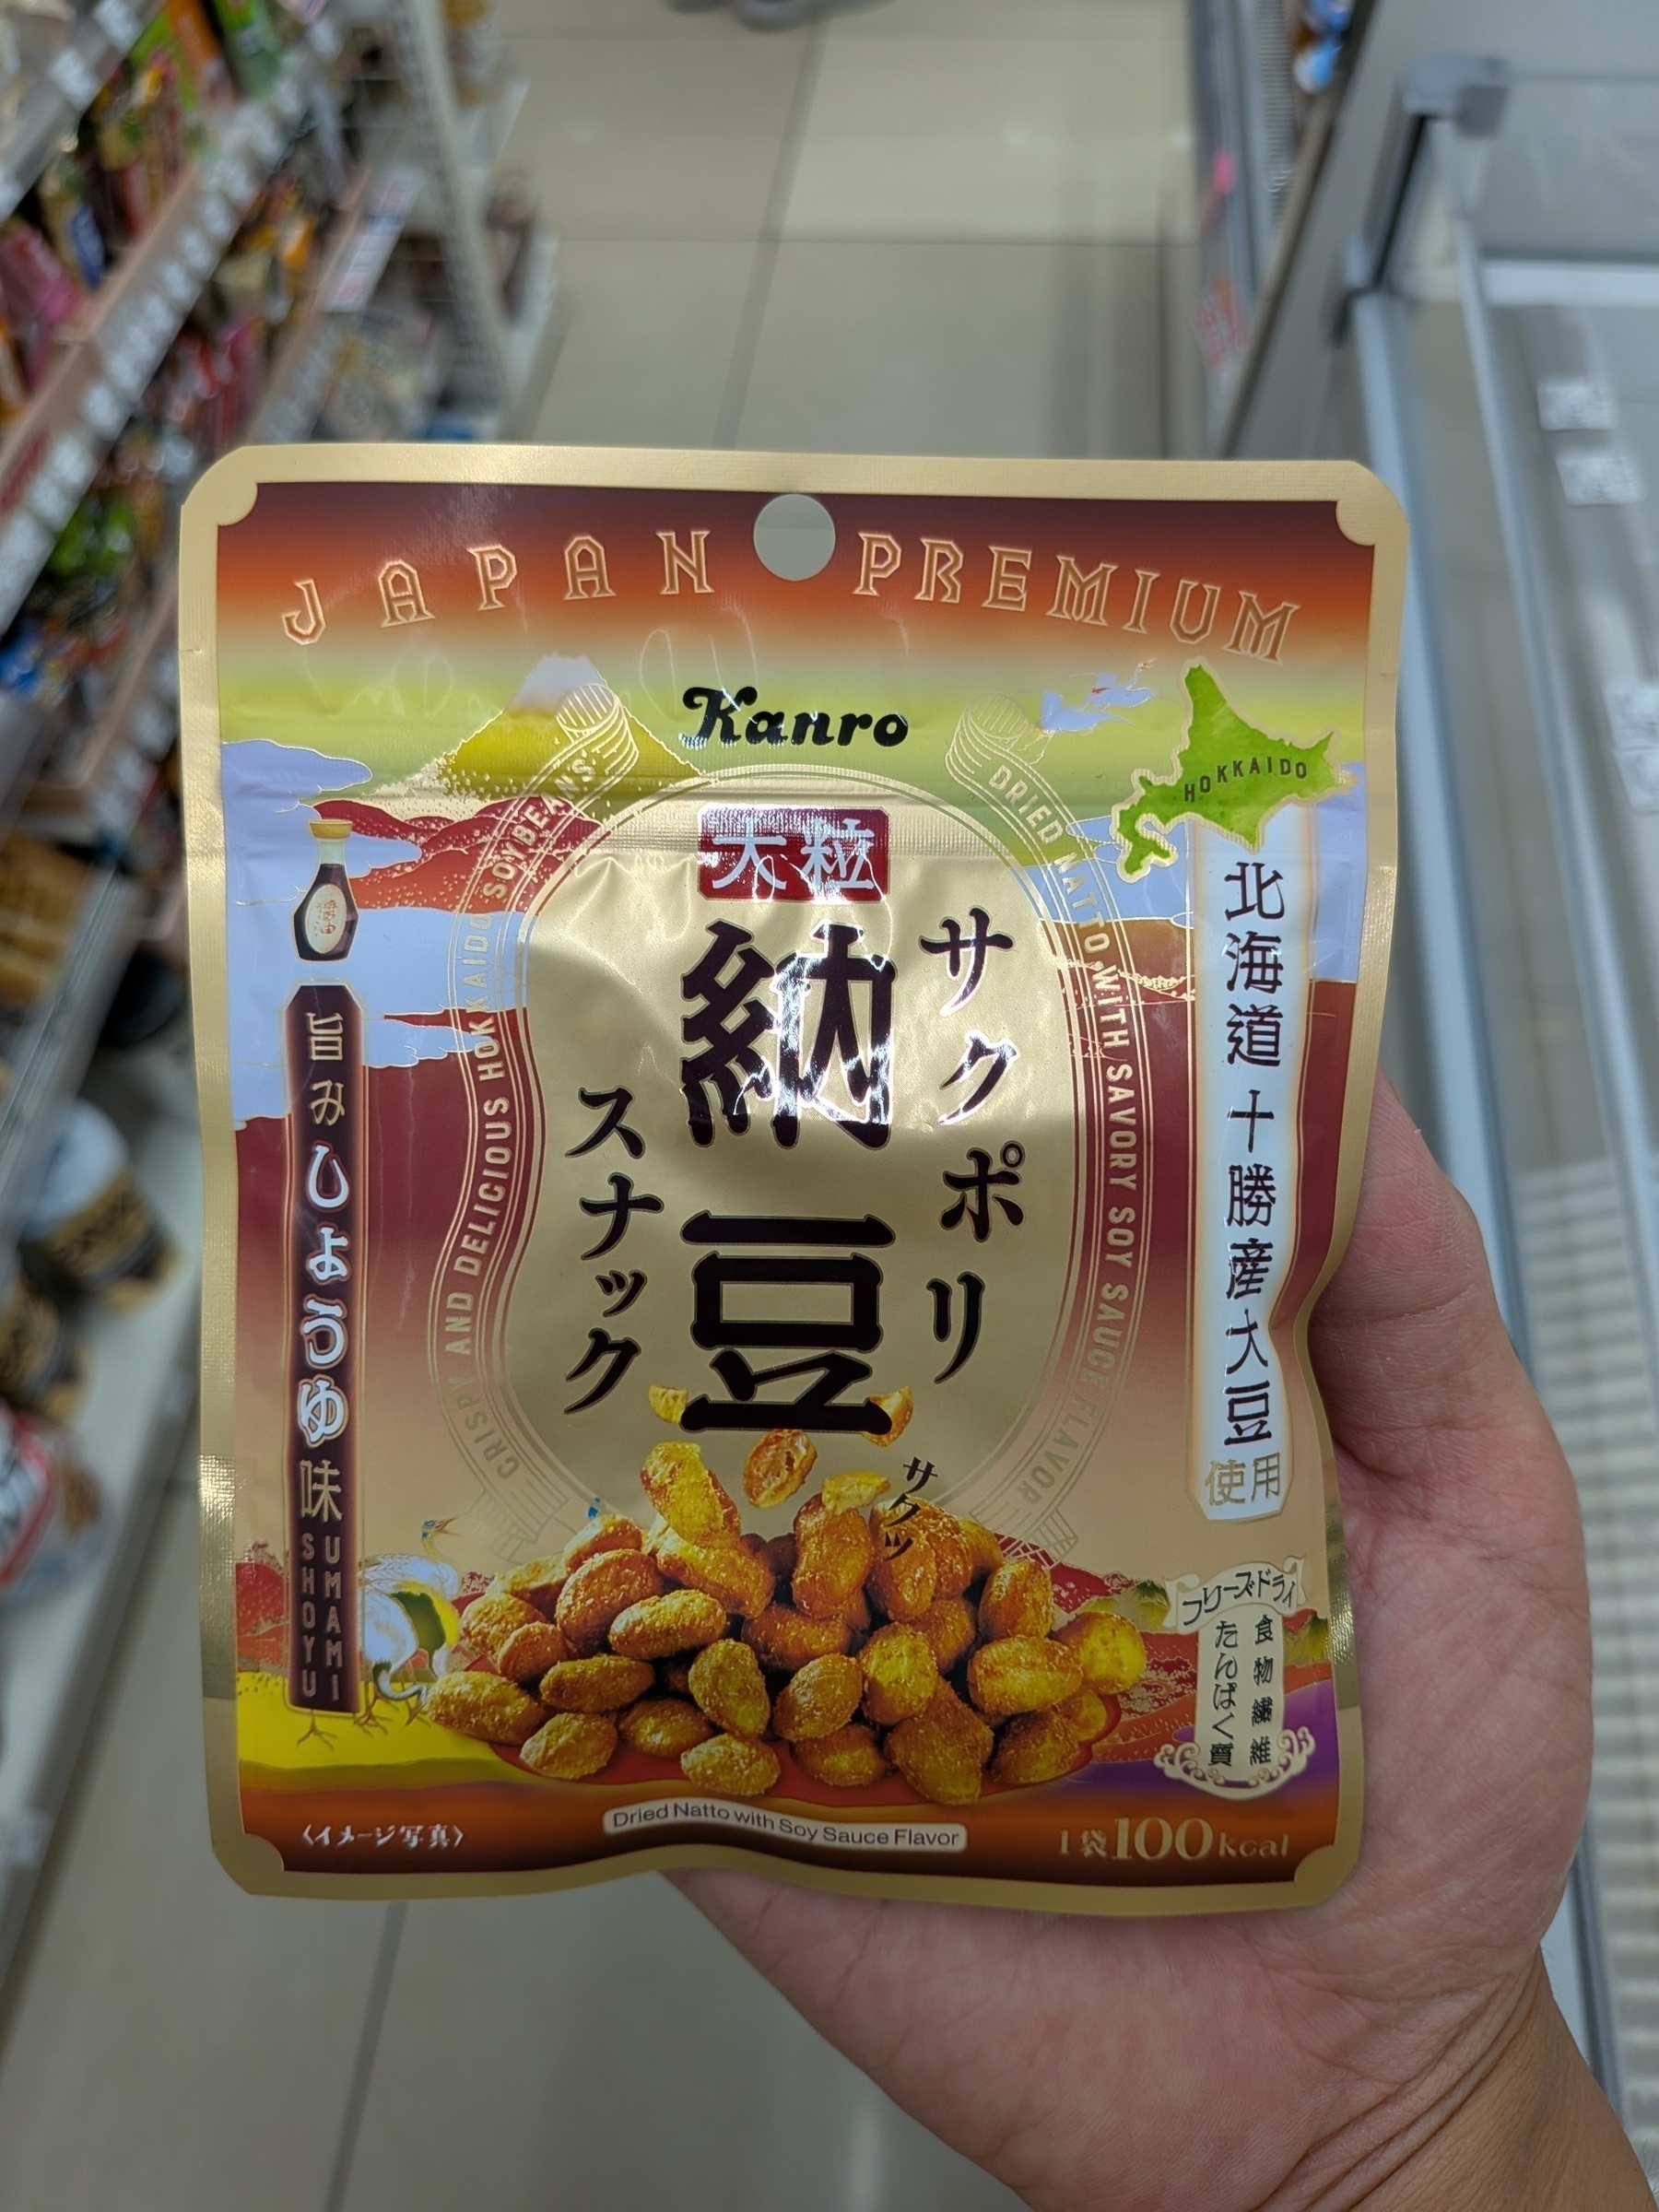 JAPAN PREMIUM
Kanro
HOKKAIDO
大粒
サクポリ
納豆
スナック
北海道十勝産大豆
使用
旨みしょうゆ味
UMAMI
SHOYU
CRISPY AND DELICIOUS HOKKAIDO SOYBEANS
DRIED NATTO WITH SAVORY SOY SAUCE FLAVOR
サクッ
フリーズドライ
食物繊維
たんぱく質
Dried Natto with Soy Sauce Flavor
〈イメージ写真〉
1袋100kcal